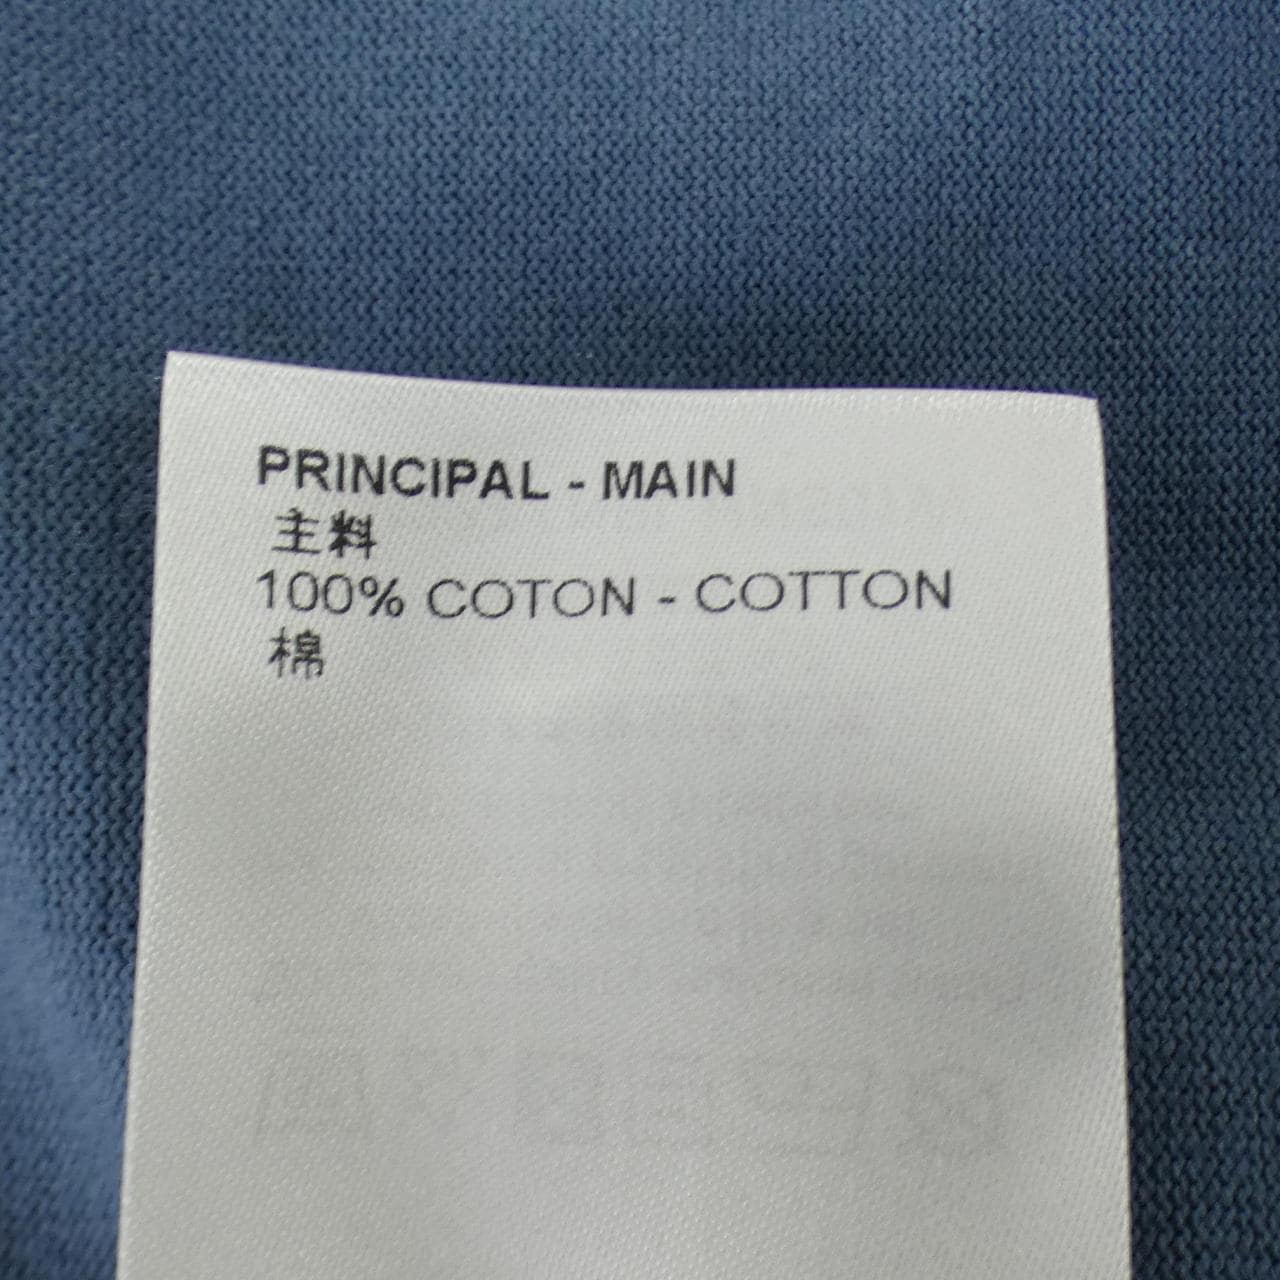 PRINCIPAL - MAIN
主料
100% COTON - COTTON
棉